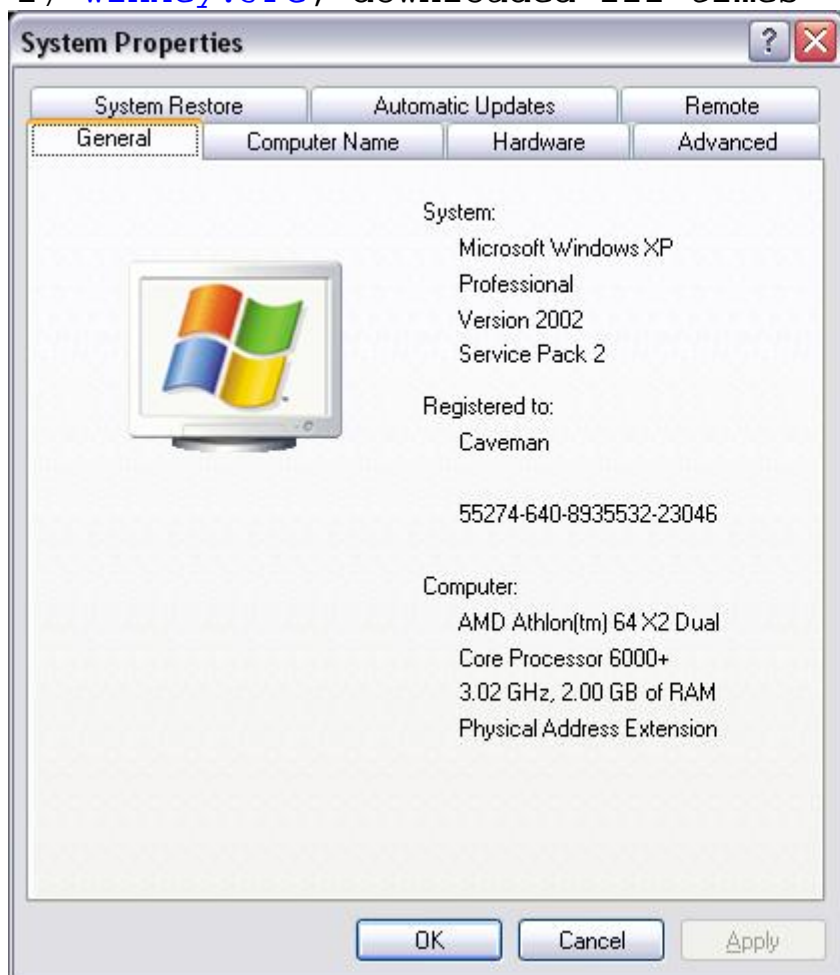 System Properties
System Restore Automatic Updates Remote
General Computer Name Hardware Advanced
System:
Microsoft Windows XP
Professional
Version 2002
Service Pack 2
Registered to:
Caveman
55274-640-8935532-23046
Computer:
AMD Athlon(tm) 64 X2 Dual
Core Processor 6000+
3.02 GHz, 2.00 GB of RAM
Physical Address Extension
OK Cancel Apply